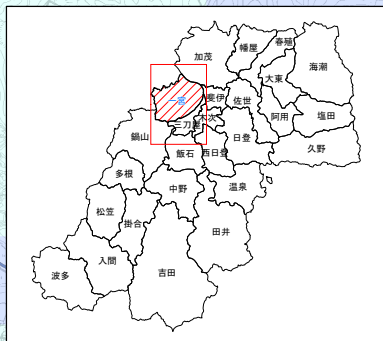 加茂
幡屋
春殖
海潮
大東
一宮
斐伊
佐世
三刀屋
木次
阿用
塩田
鍋山
日登
久野
飯石
西日登
多根
中野
温泉
松笠
掛合
田井
入間
波多
吉田